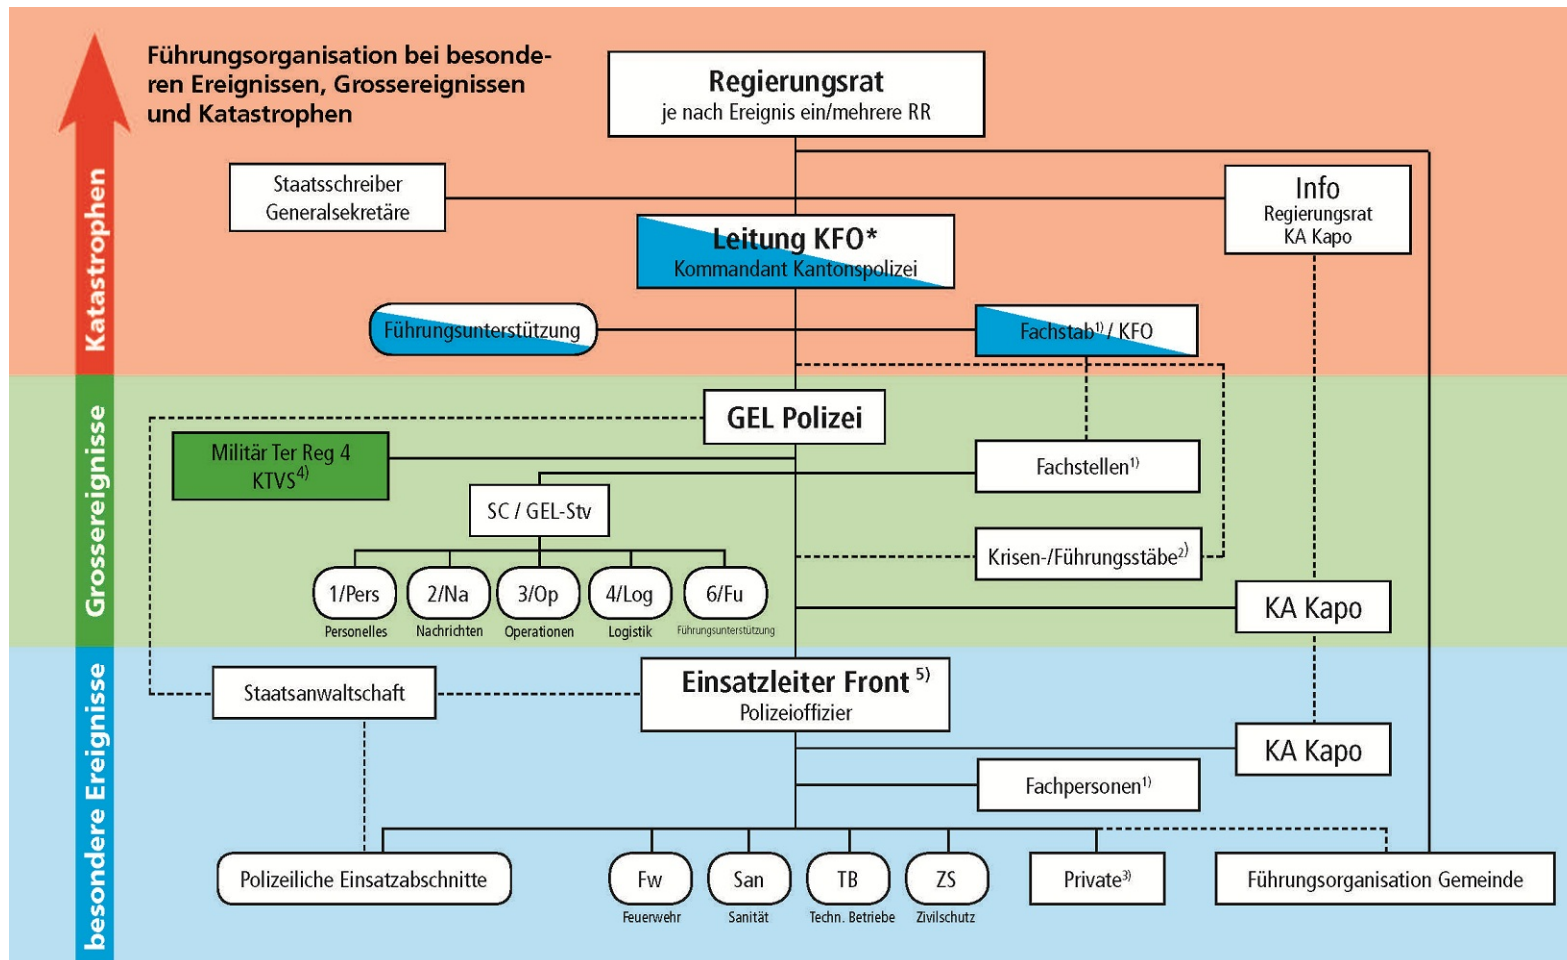 Führungsorganisation bei besonde-
ren Ereignissen, Grossereignissen
und Katastrophen
Regierungsrat
je nach Ereignis ein/mehrere RR
Katastrophen
Staatsschreiber
Generalsekretäre
Info
Regierungsrat
KA Kapo
Leitung KFO*
Kommandant Kantonspolizei
Führungsunterstützung
Fachstab1) / KFO
Grossereignisse
GEL Polizei
Militär Ter Reg 4
KTVS4)
Fachstellen1)
SC / GEL-Stv
Krisen-/Führungsstäbe2)
1/Pers
2/Na
3/Op
4/Log
6/Fu
Personelles
Nachrichten
Operationen
Logistik
Führungsunterstützung
KA Kapo
besondere Ereignisse
Staatsanwaltschaft
Einsatzleiter Front 5)
Polizeioffizier
KA Kapo
Fachpersonen1)
Polizeiliche Einsatzabschnitte
Fw
San
TB
ZS
Private3)
Führungsorganisation Gemeinde
Feuerwehr
Sanität
Techn. Betriebe
Zivilschutz